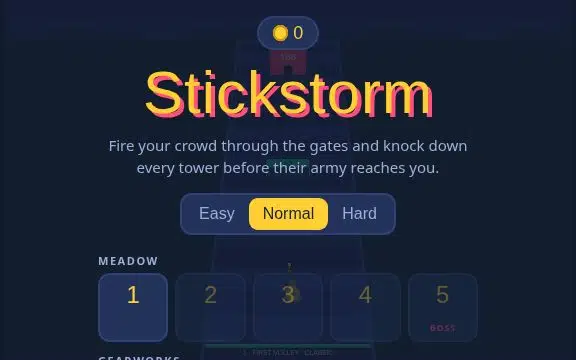 0
Stickstorm
Fire your crowd through the gates and knock down
every tower before their army reaches you.
Easy Normal Hard
MEADOW
1 2 3 4 5
BOSS